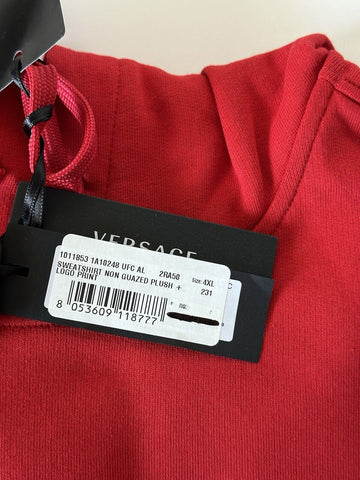 VERSACE
1011853 1A10248 UFC AL 2RA50 Size: 4XL
SWEATSHIRT NON GUAZED PLUSH + 231
LOGO PRINT
8 053609 118777